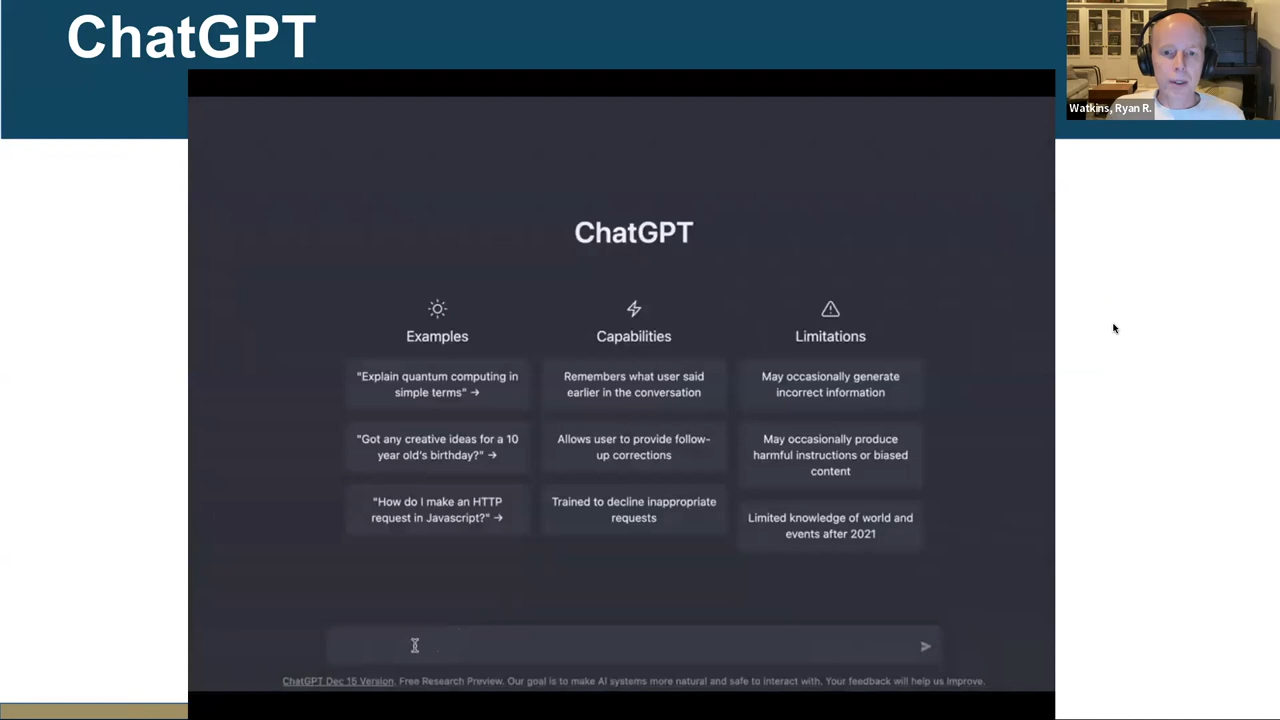 ChatGPT
Watkins, Ryan R.
ChatGPT
Examples
Capabilities
Limitations
"Explain quantum computing in
simple terms" →
Remembers what user said
earlier in the conversation
May occasionally generate
incorrect information
"Got any creative ideas for a 10
year old's birthday?" →
Allows user to provide follow-
up corrections
May occasionally produce
harmful instructions or biased
content
"How do I make an HTTP
request in Javascript?" →
Trained to decline inappropriate
requests
Limited knowledge of world and
events after 2021
ChatGPT Dec 15 Version. Free Research Preview. Our goal is to make AI systems more natural and safe to interact with. Your feedback will help us improve.